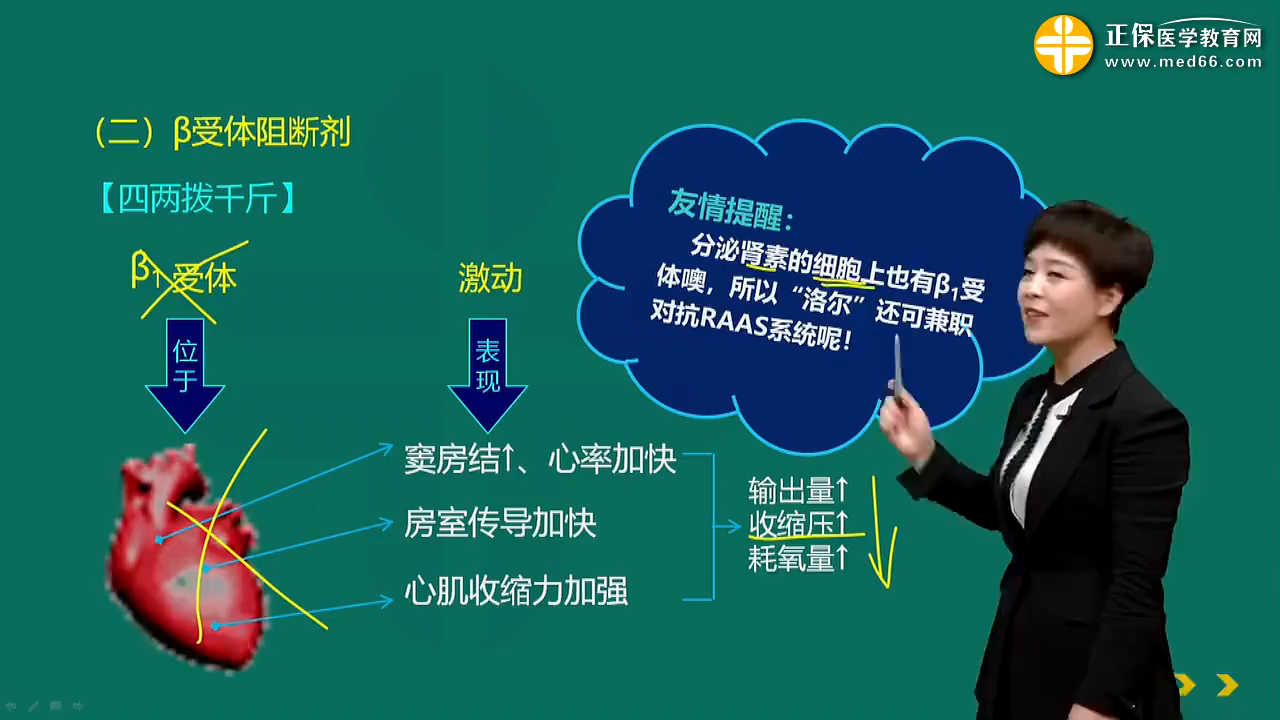 正保医学教育网
www.med66.com
（二）β受体阻断剂
【四两拨千斤】
β₁受体
激动
位于
表现
窦房结↑、心率加快
房室传导加快
心肌收缩力加强
输出量↑
收缩压↑
耗氧量↑
友情提醒：
分泌肾素的细胞上也有β₁受
体噢，所以“洛尔”还可兼职
对抗RAAS系统呢！